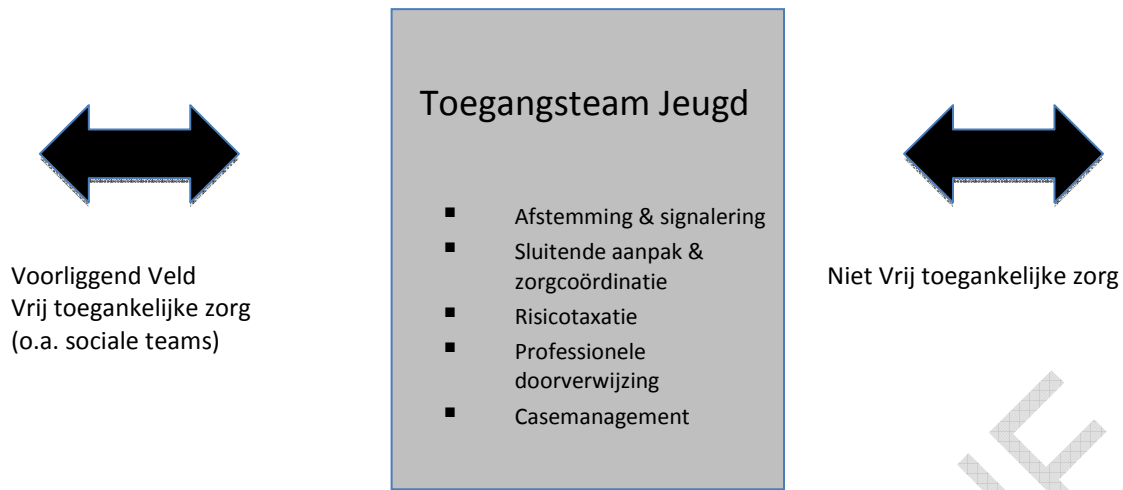 Toegangsteam Jeugd
▪ Afstemming & signalering
▪ Sluitende aanpak &
zorgcoördinatie
▪ Risicotaxatie
▪ Professionele
doorverwijzing
▪ Casemanagement
Voorliggend Veld
Vrij toegankelijke zorg
(o.a. sociale teams)
Niet Vrij toegankelijke zorg